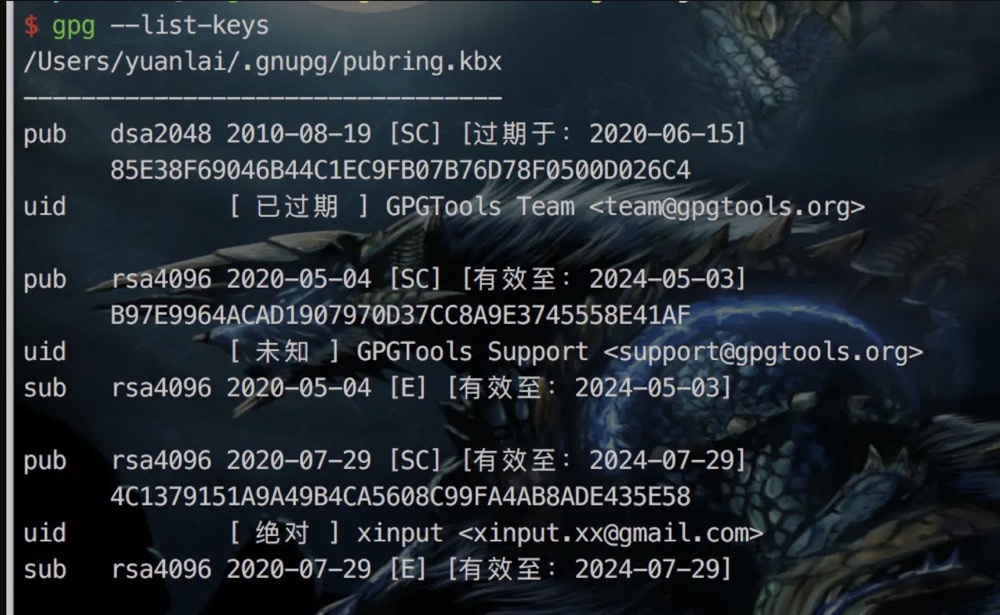 $ gpg --list-keys
/Users/yuanlai/.gnupg/pubring.kbx
---------------------------------
pub   dsa2048 2010-08-19 [SC] [过期于：2020-06-15]
      85E38F69046B44C1EC9FB07B76D78F0500D026C4
uid           [ 已过期 ] GPGTools Team <team@gpgtools.org>
pub   rsa4096 2020-05-04 [SC] [有效至：2024-05-03]
      B97E9964ACAD1907970D37CC8A9E3745558E41AF
uid           [ 未知 ] GPGTools Support <support@gpgtools.org>
sub   rsa4096 2020-05-04 [E] [有效至：2024-05-03]
pub   rsa4096 2020-07-29 [SC] [有效至：2024-07-29]
      4C1379151A9A49B4CA5608C99FA4AB8ADE435E58
uid           [ 绝对 ] xinput <xinput.xx@gmail.com>
sub   rsa4096 2020-07-29 [E] [有效至：2024-07-29]